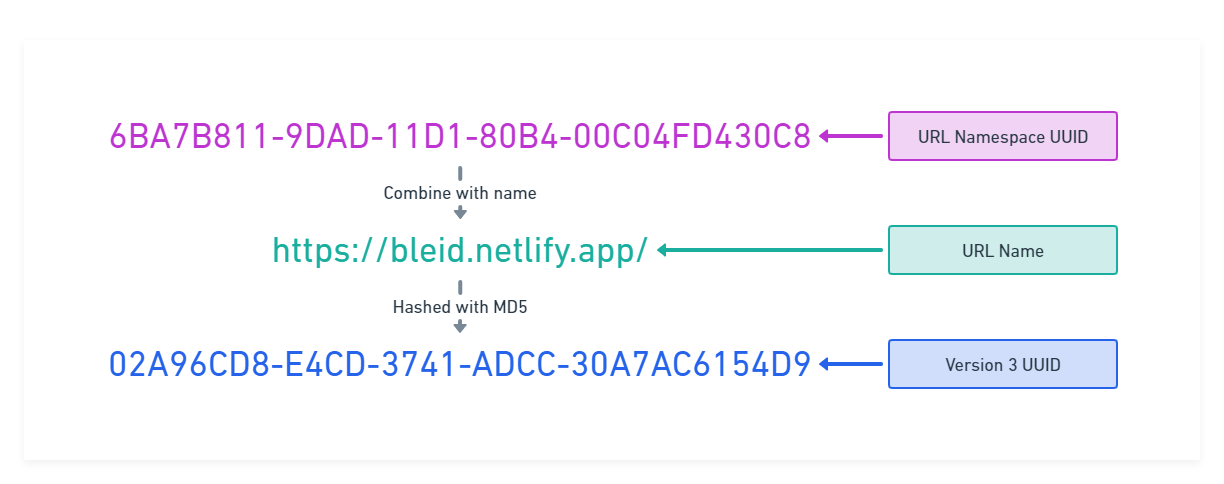 6BA7B811-9DAD-11D1-80B4-00C04FD430C8
URL Namespace UUID
Combine with name
https://bleid.netlify.app/
URL Name
Hashed with MD5
02A96CD8-E4CD-3741-ADCC-30A7AC6154D9
Version 3 UUID